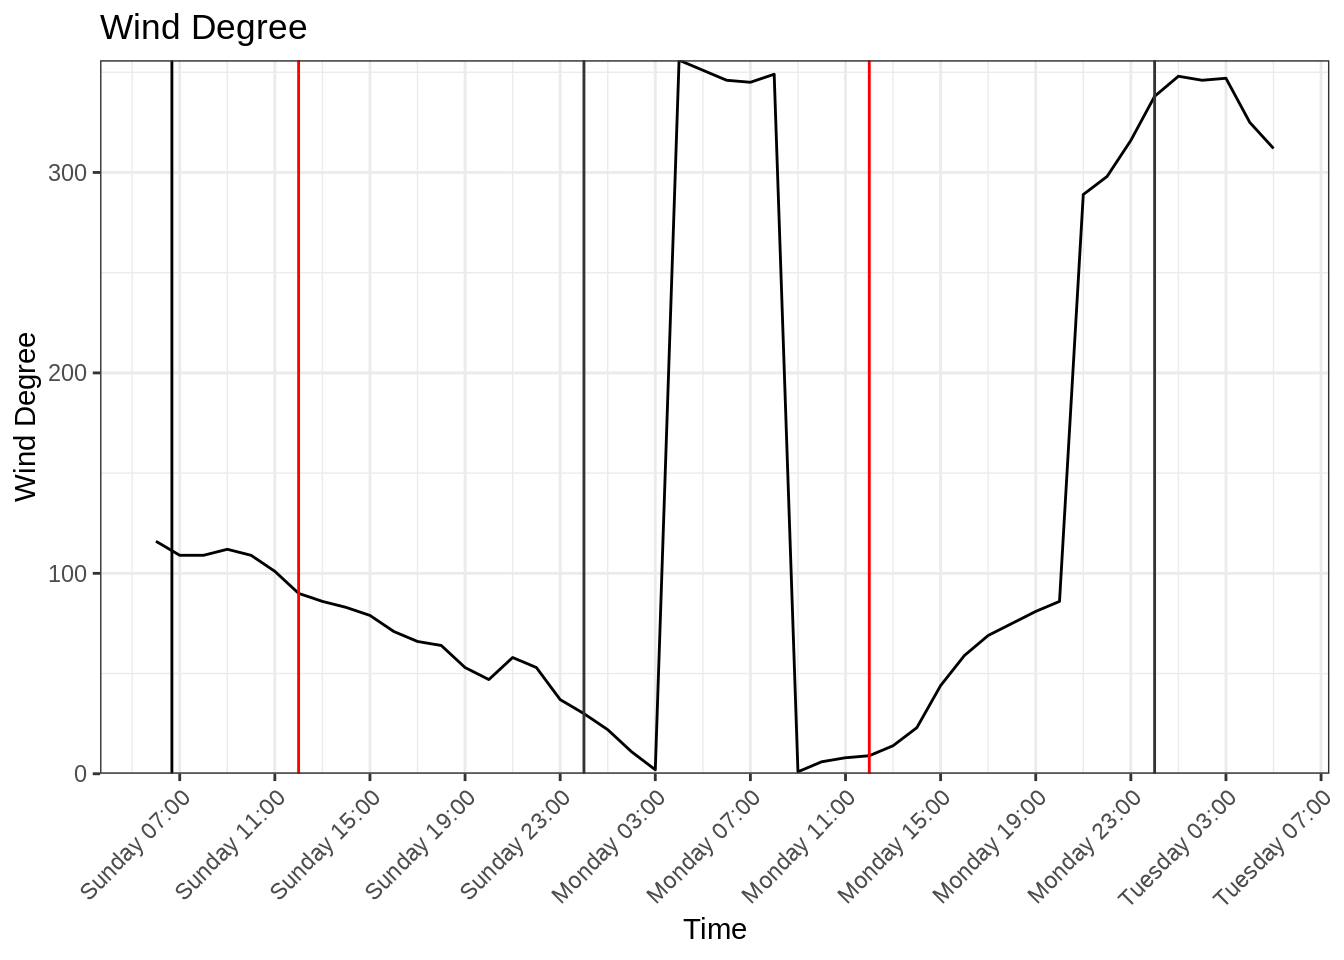 Wind Degree
Wind Degree
300
200
100
0
Sunday 07:00
Sunday 11:00
Sunday 15:00
Sunday 19:00
Sunday 23:00
Monday 03:00
Monday 07:00
Monday 11:00
Monday 15:00
Monday 19:00
Monday 23:00
Tuesday 03:00
Tuesday 07:00
Time